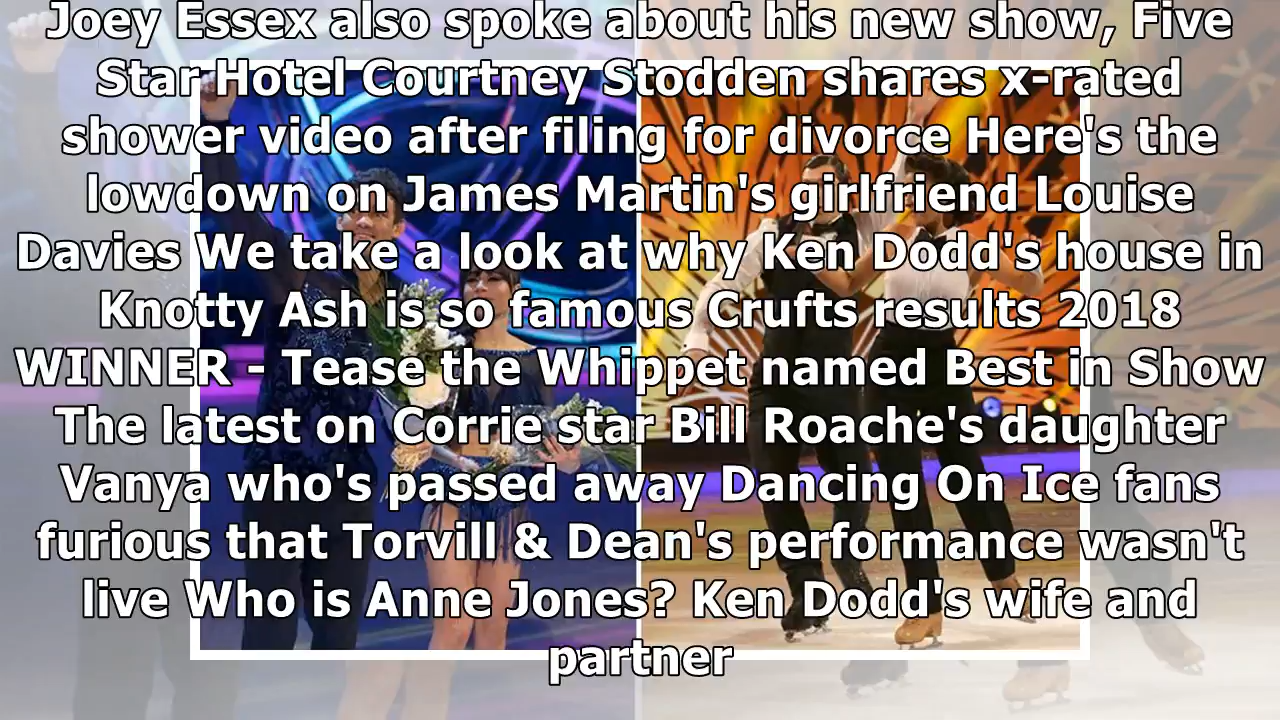 Joey Essex also spoke about his new show, Five
Star Hotel Courtney Stodden shares x-rated
shower video after filing for divorce Here's the
lowdown on James Martin's girlfriend Louise
Davies We take a look at why Ken Dodd's house in
Knotty Ash is so famous Crufts results 2018
WINNER - Tease the Whippet named Best in Show
The latest on Corrie star Bill Roache's daughter
Vanya who's passed away Dancing On Ice fans
furious that Torvill & Dean's performance wasn't
live Who is Anne Jones? Ken Dodd's wife and
partner